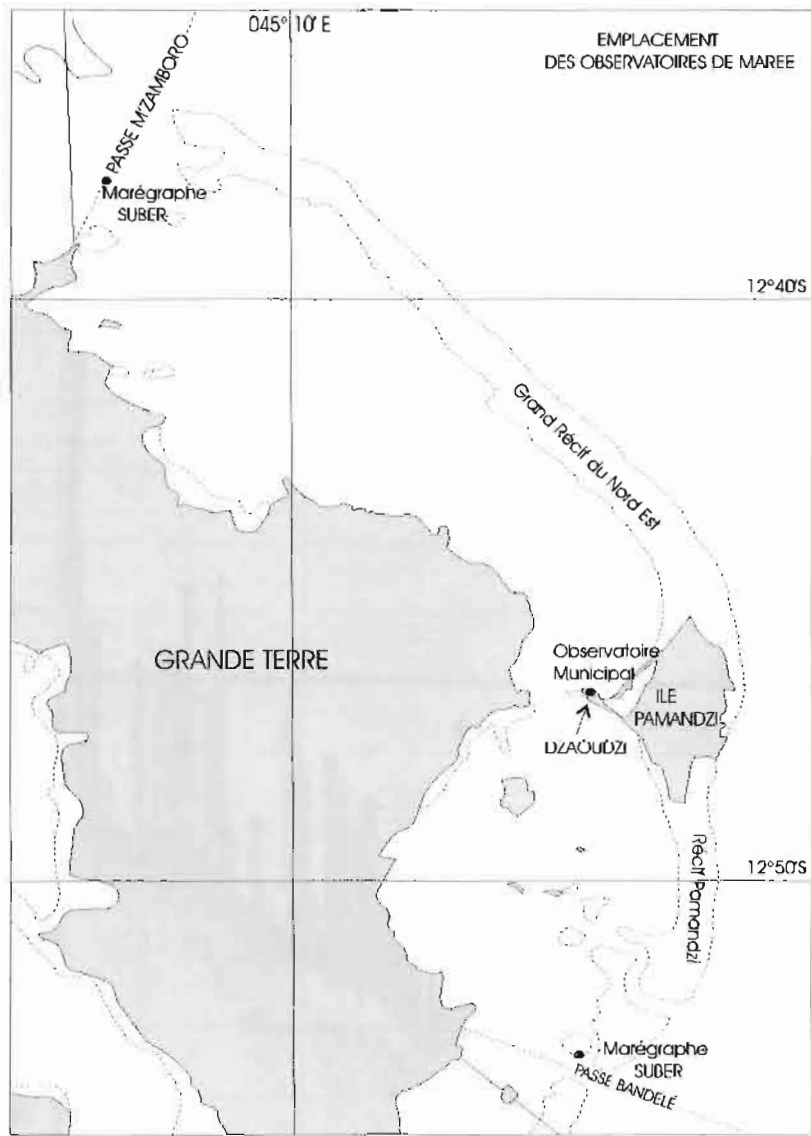 045° 10' E
EMPLACEMENT
DES OBSERVATOIRES DE MAREE
PASSE M'ZAMBORO
Marégraphe
SUBER
12°40'S
Grand Récif du Nord Est
GRANDE TERRE
Observatoire
Municipal
ILE
PAMANDZI
DZAOUDZI
12°50'S
Récif Pamandzi
Marégraphe
SUBER
PASSE BANDELÉ